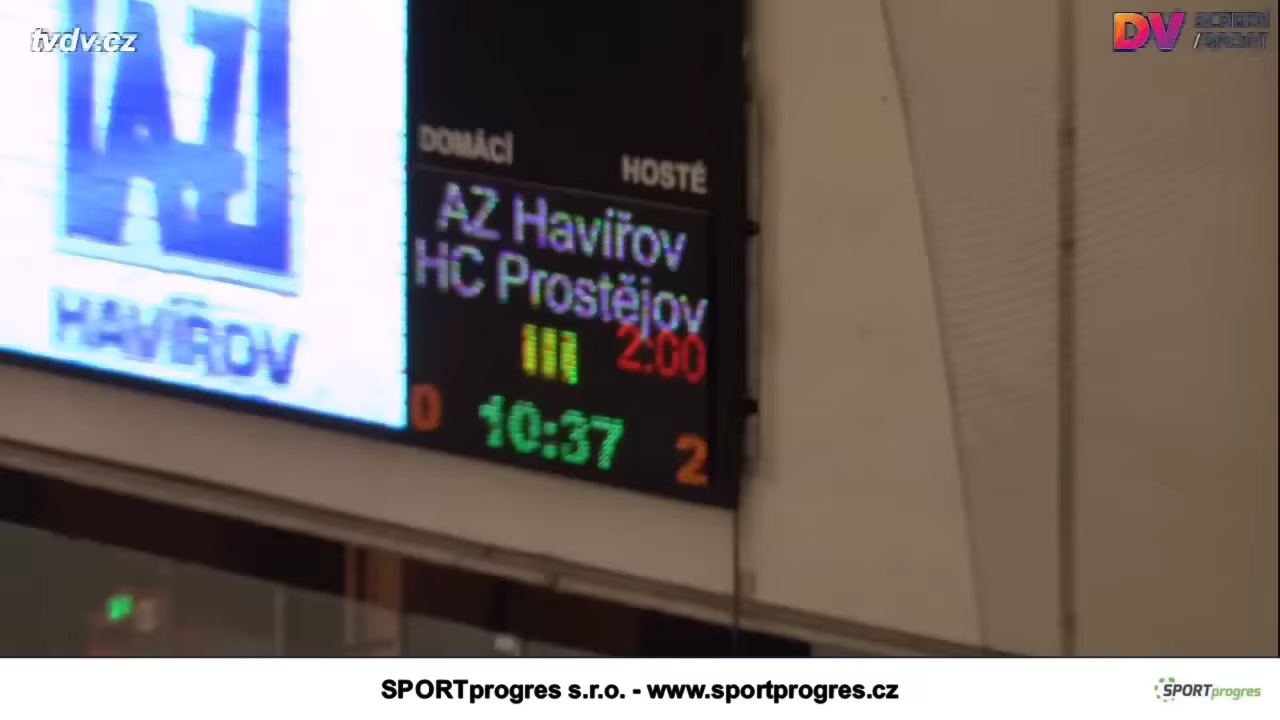 tvdv.cz
DV
AZ
HAVÍŘOV
DOMÁCÍ
HOSTÉ
AZ Havířov
HC Prostějov
2:00
0
10:37
2
SPORTprogres s.r.o. - www.sportprogres.cz
SPORTprogres